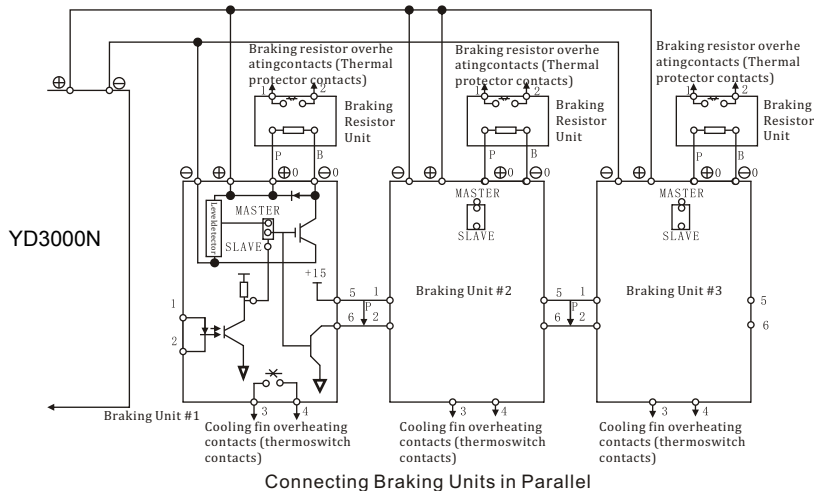 Braking resistor overhe
atingcontacts (Thermal
protector contacts)
Braking resistor overhe
atingcontacts (Thermal
protector contacts)
Braking resistor overhe
atingcontacts (Thermal
protector contacts)
⊕ ⊖
1 2
1 2
1 2
Braking
Resistor
Unit
Braking
Resistor
Unit
Braking
Resistor
Unit
P B
P B
P B
⊖ ⊕ ⊕0 ⊖0
⊖ ⊕ ⊕0 ⊖0
⊖ ⊕ ⊕0 ⊖0
YD3000N
Leveldetector
MASTER
SLAVE
MASTER
SLAVE
MASTER
SLAVE
+15
1
2
5 1
6 P 2
Braking Unit #2
5 1
6 P 2
Braking Unit #3
5
6
3 4
3 4
3 4
Braking Unit #1
Cooling fin overheating
contacts (thermoswitch
contacts)
Cooling fin overheating
contacts (thermoswitch
contacts)
Cooling fin overheating
contacts (thermoswitch
contacts)
Connecting Braking Units in Parallel